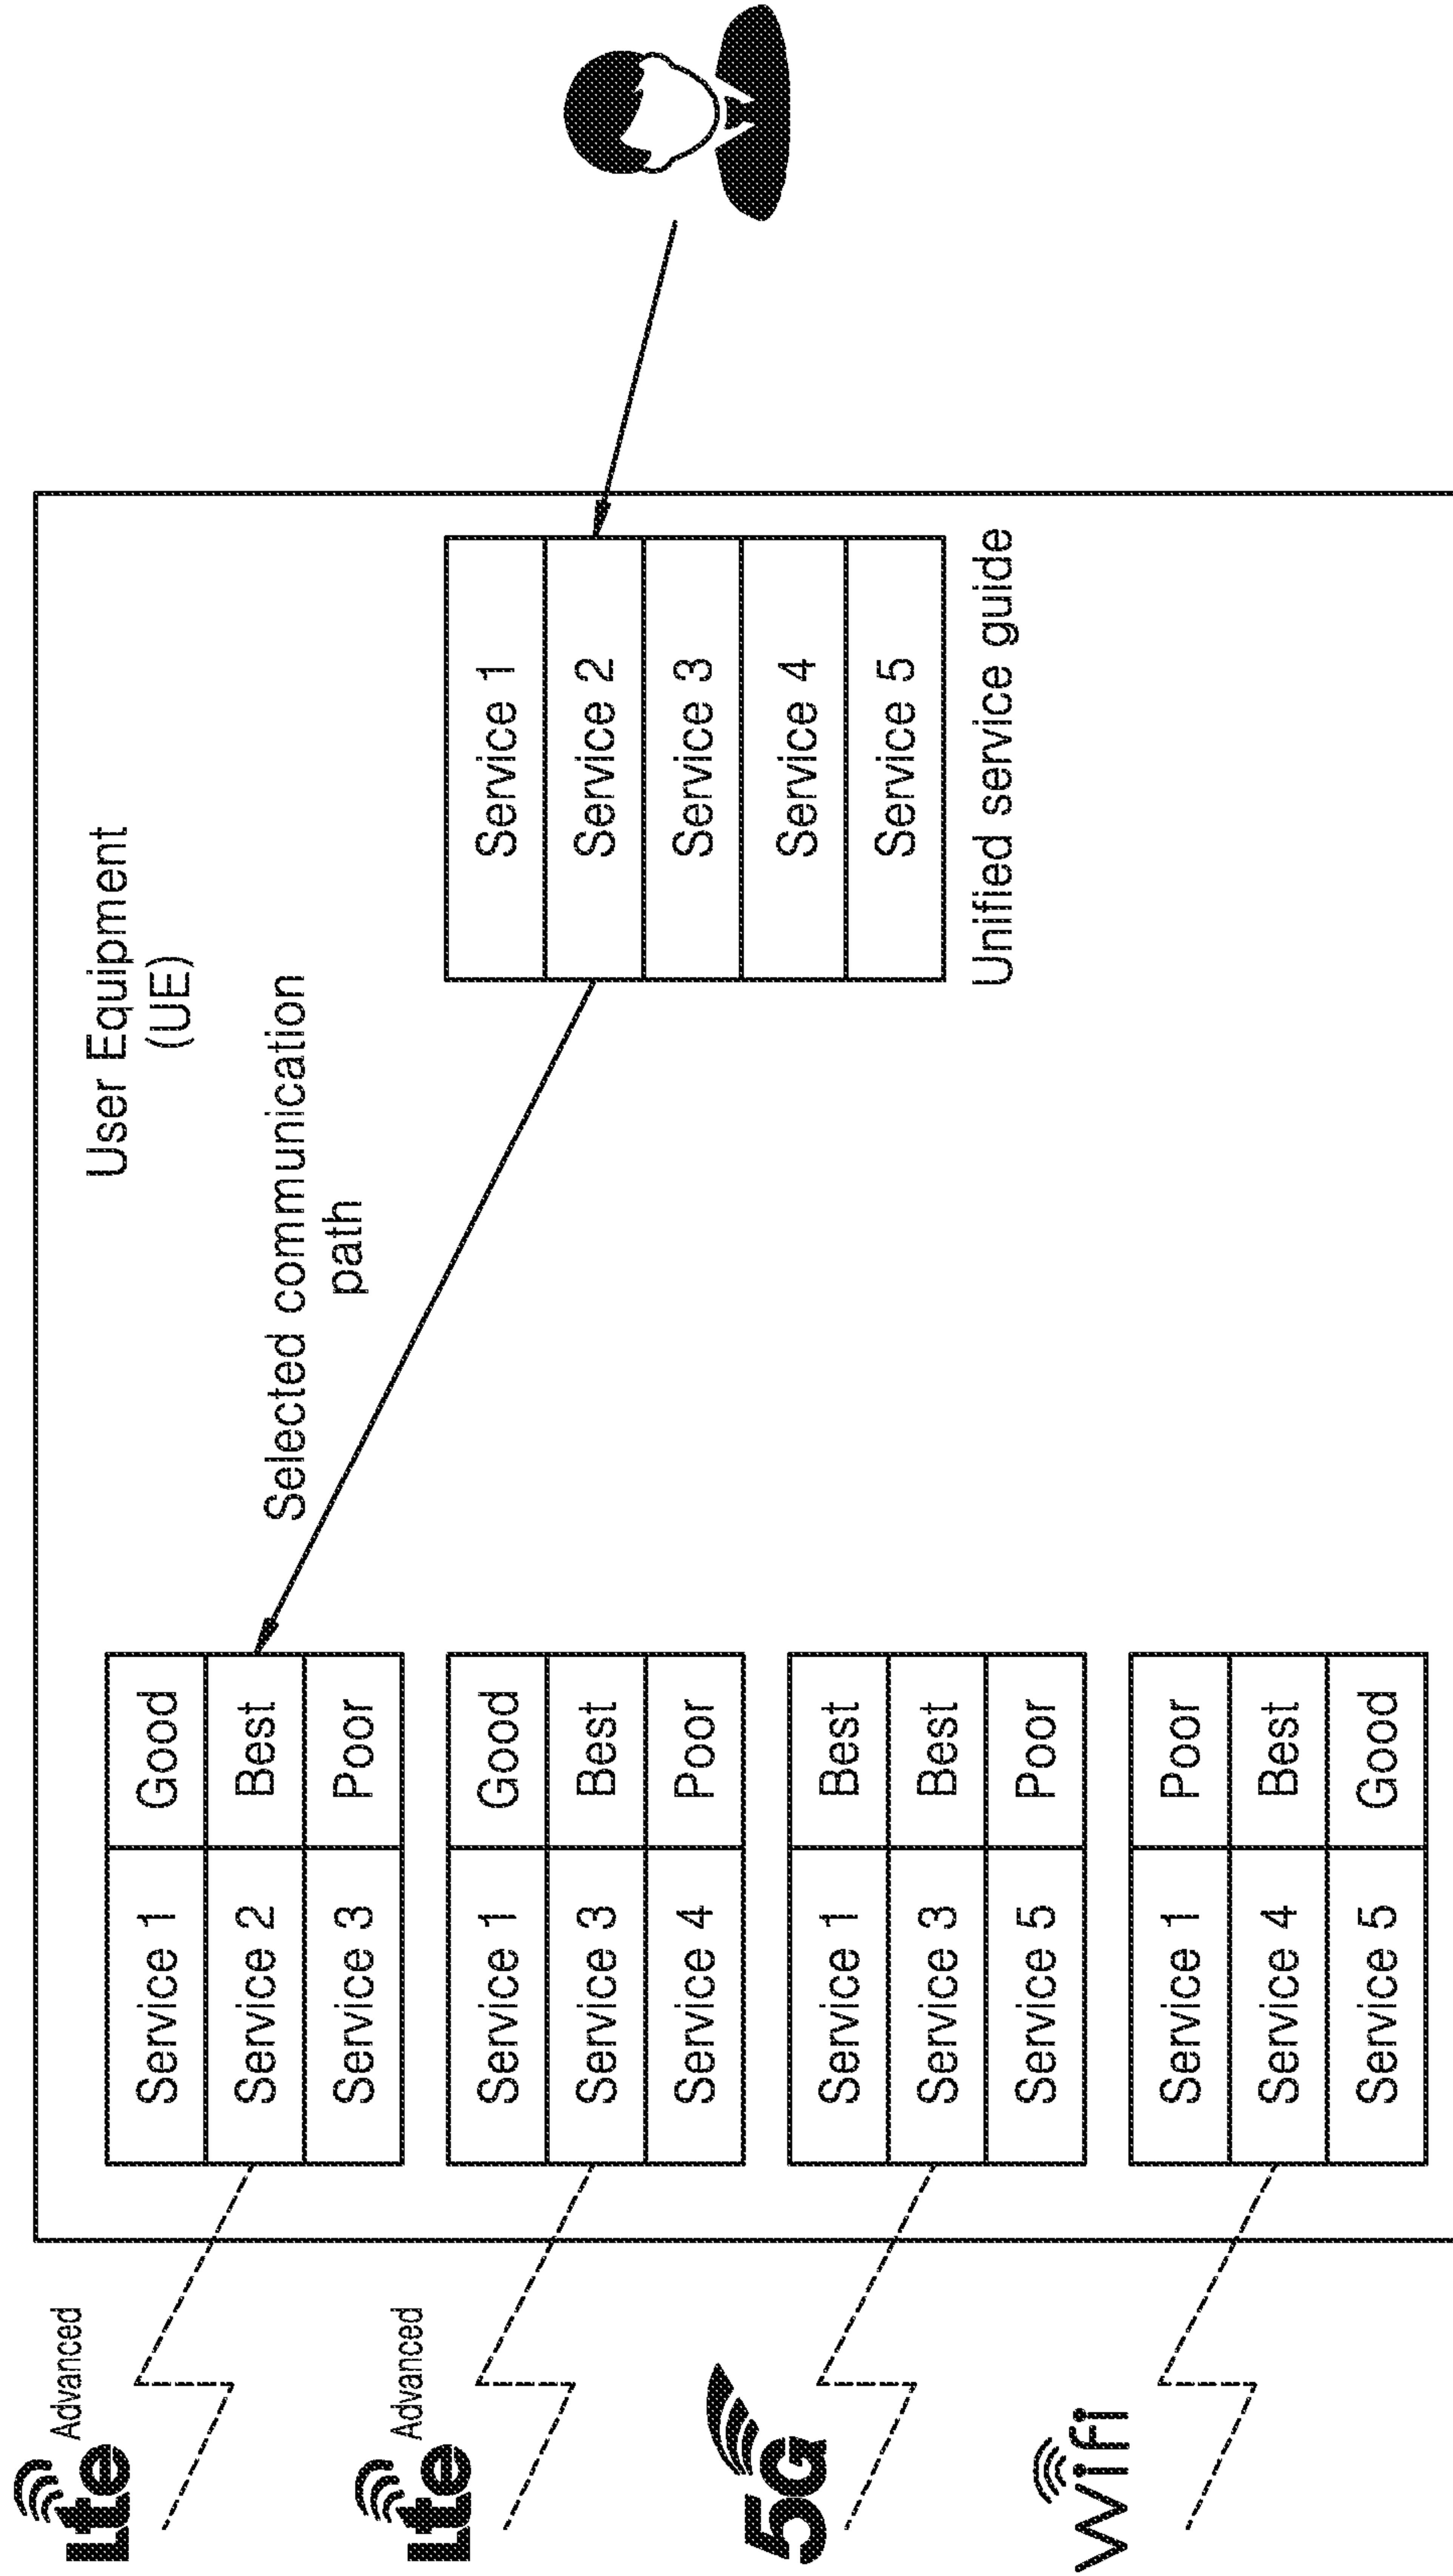 User Equipment
(UE)
Selected communication
path
lte Advanced
Service 1 Good
Service 2 Best
Service 3 Poor
lte Advanced
Service 1 Good
Service 3 Best
Service 4 Poor
5G
Service 1 Best
Service 3 Best
Service 5 Poor
wifi
Service 1 Poor
Service 4 Best
Service 5 Good
Service 1
Service 2
Service 3
Service 4
Service 5
Unified service guide